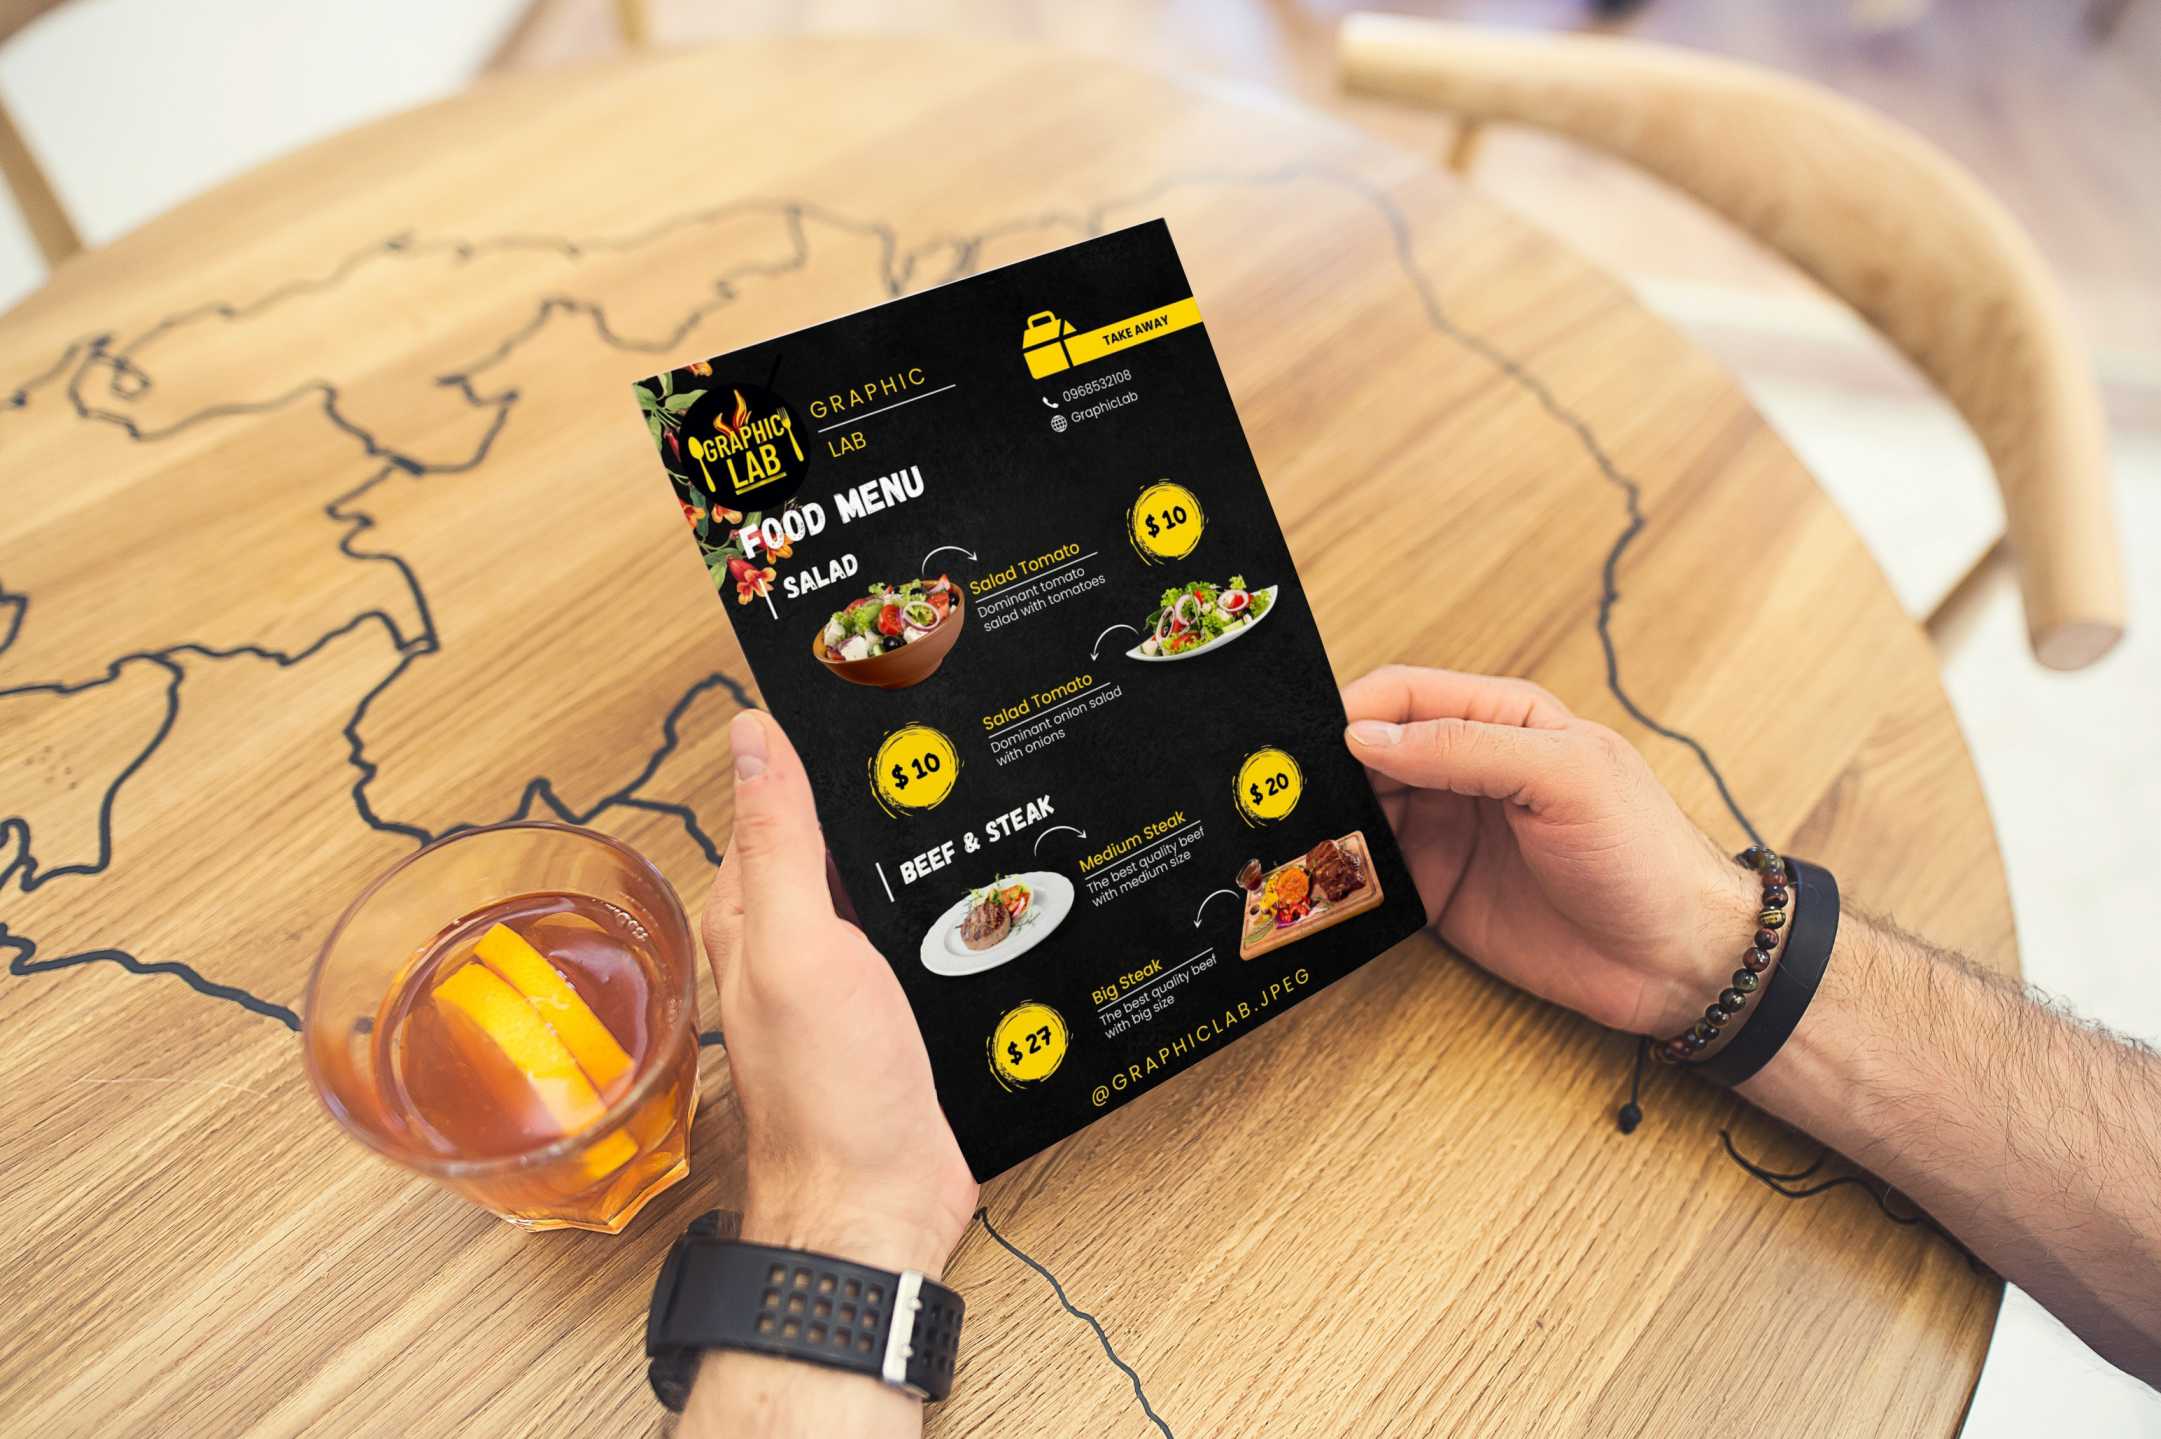 GRAPHIC
LAB
GRAPHIC
LAB
TAKE AWAY
0968532108
GraphicLab
FOOD MENU
SALAD
Salad Tomato
Dominant tomato
salad with tomatoes
$ 10
Salad Tomato
Dominant onion salad
with onions
$ 10
BEEF & STEAK
Medium Steak
The best quality beef
with medium size
$ 20
Big Steak
The best quality beef
with big size
$ 27
@GRAPHICLAB.JPEG